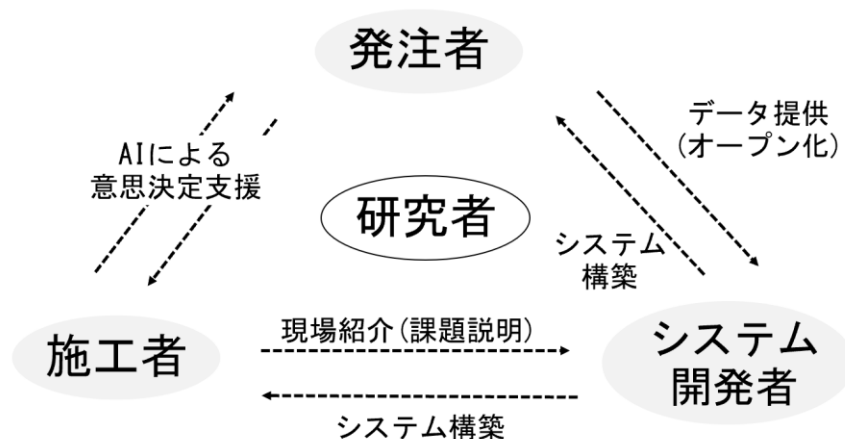 発注者
データ提供
(オープン化)
AIによる
意思決定支援
研究者
システム
構築
施工者
現場紹介(課題説明)
システム
開発者
システム構築